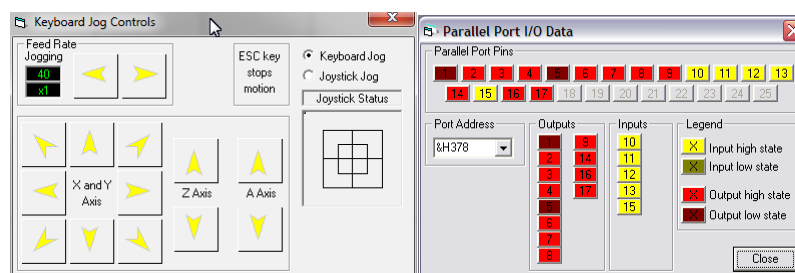 Keyboard Jog Controls
Feed Rate
Jogging
40
x1
ESC key
stops
motion
Keyboard Jog
Joystick Jog
Joystick Status
X and Y
Axis
Z Axis
A Axis
Parallel Port I/O Data
Parallel Port Pins
1 2 3 4 5 6 7 8 9 10 11 12 13
14 15 16 17 18 19 20 21 22 23 24 25
Port Address
&H378
Outputs
1 9
2 14
3 16
4 17
5
6
7
8
Inputs
10
11
12
13
15
Legend
X Input high state
X Input low state
X Output high state
X Output low state
Close